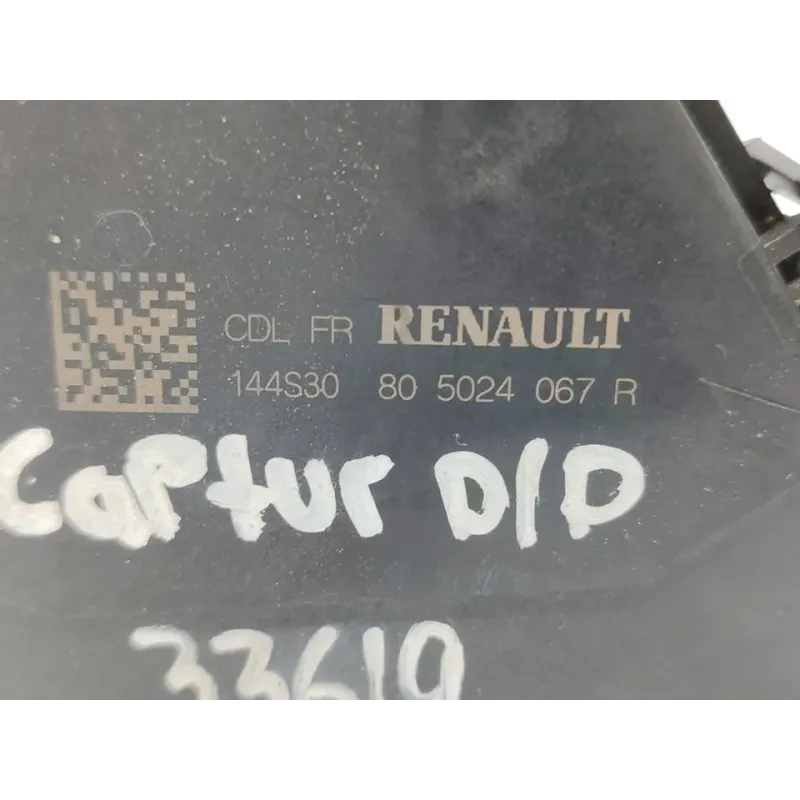 CDL FR RENAULT
144S30 80 5024 067 R
CAPTUR D/D
33619